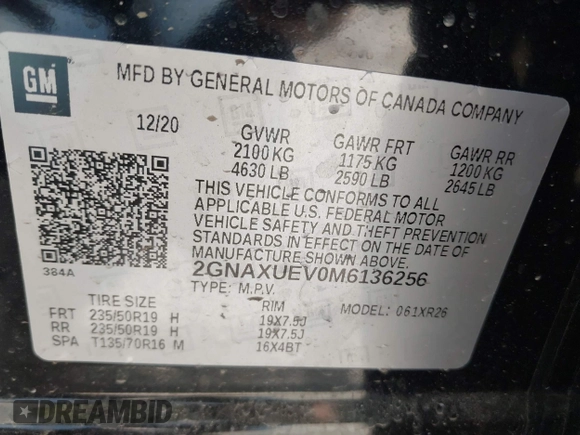 GM
MFD BY GENERAL MOTORS OF CANADA COMPANY
12/20
GVWR GAWR FRT GAWR RR
2100 KG 1175 KG 1200 KG
4630 LB 2590 LB 2645 LB
THIS VEHICLE CONFORMS TO ALL
APPLICABLE U.S. FEDERAL MOTOR
VEHICLE SAFETY AND THEFT PREVENTION
STANDARDS IN EFFECT ON THE DATE OF
MANUFACTURE SHOWN ABOVE.
384A
2GNAXUEV0M6136256
TYPE: M.P.V.
TIRE SIZE RIM MODEL: 061XR26
FRT 235/50R19 H 19X7.5J
RR 235/50R19 H 19X7.5J
SPA T135/70R16 M 16X4BT
DREAMBID